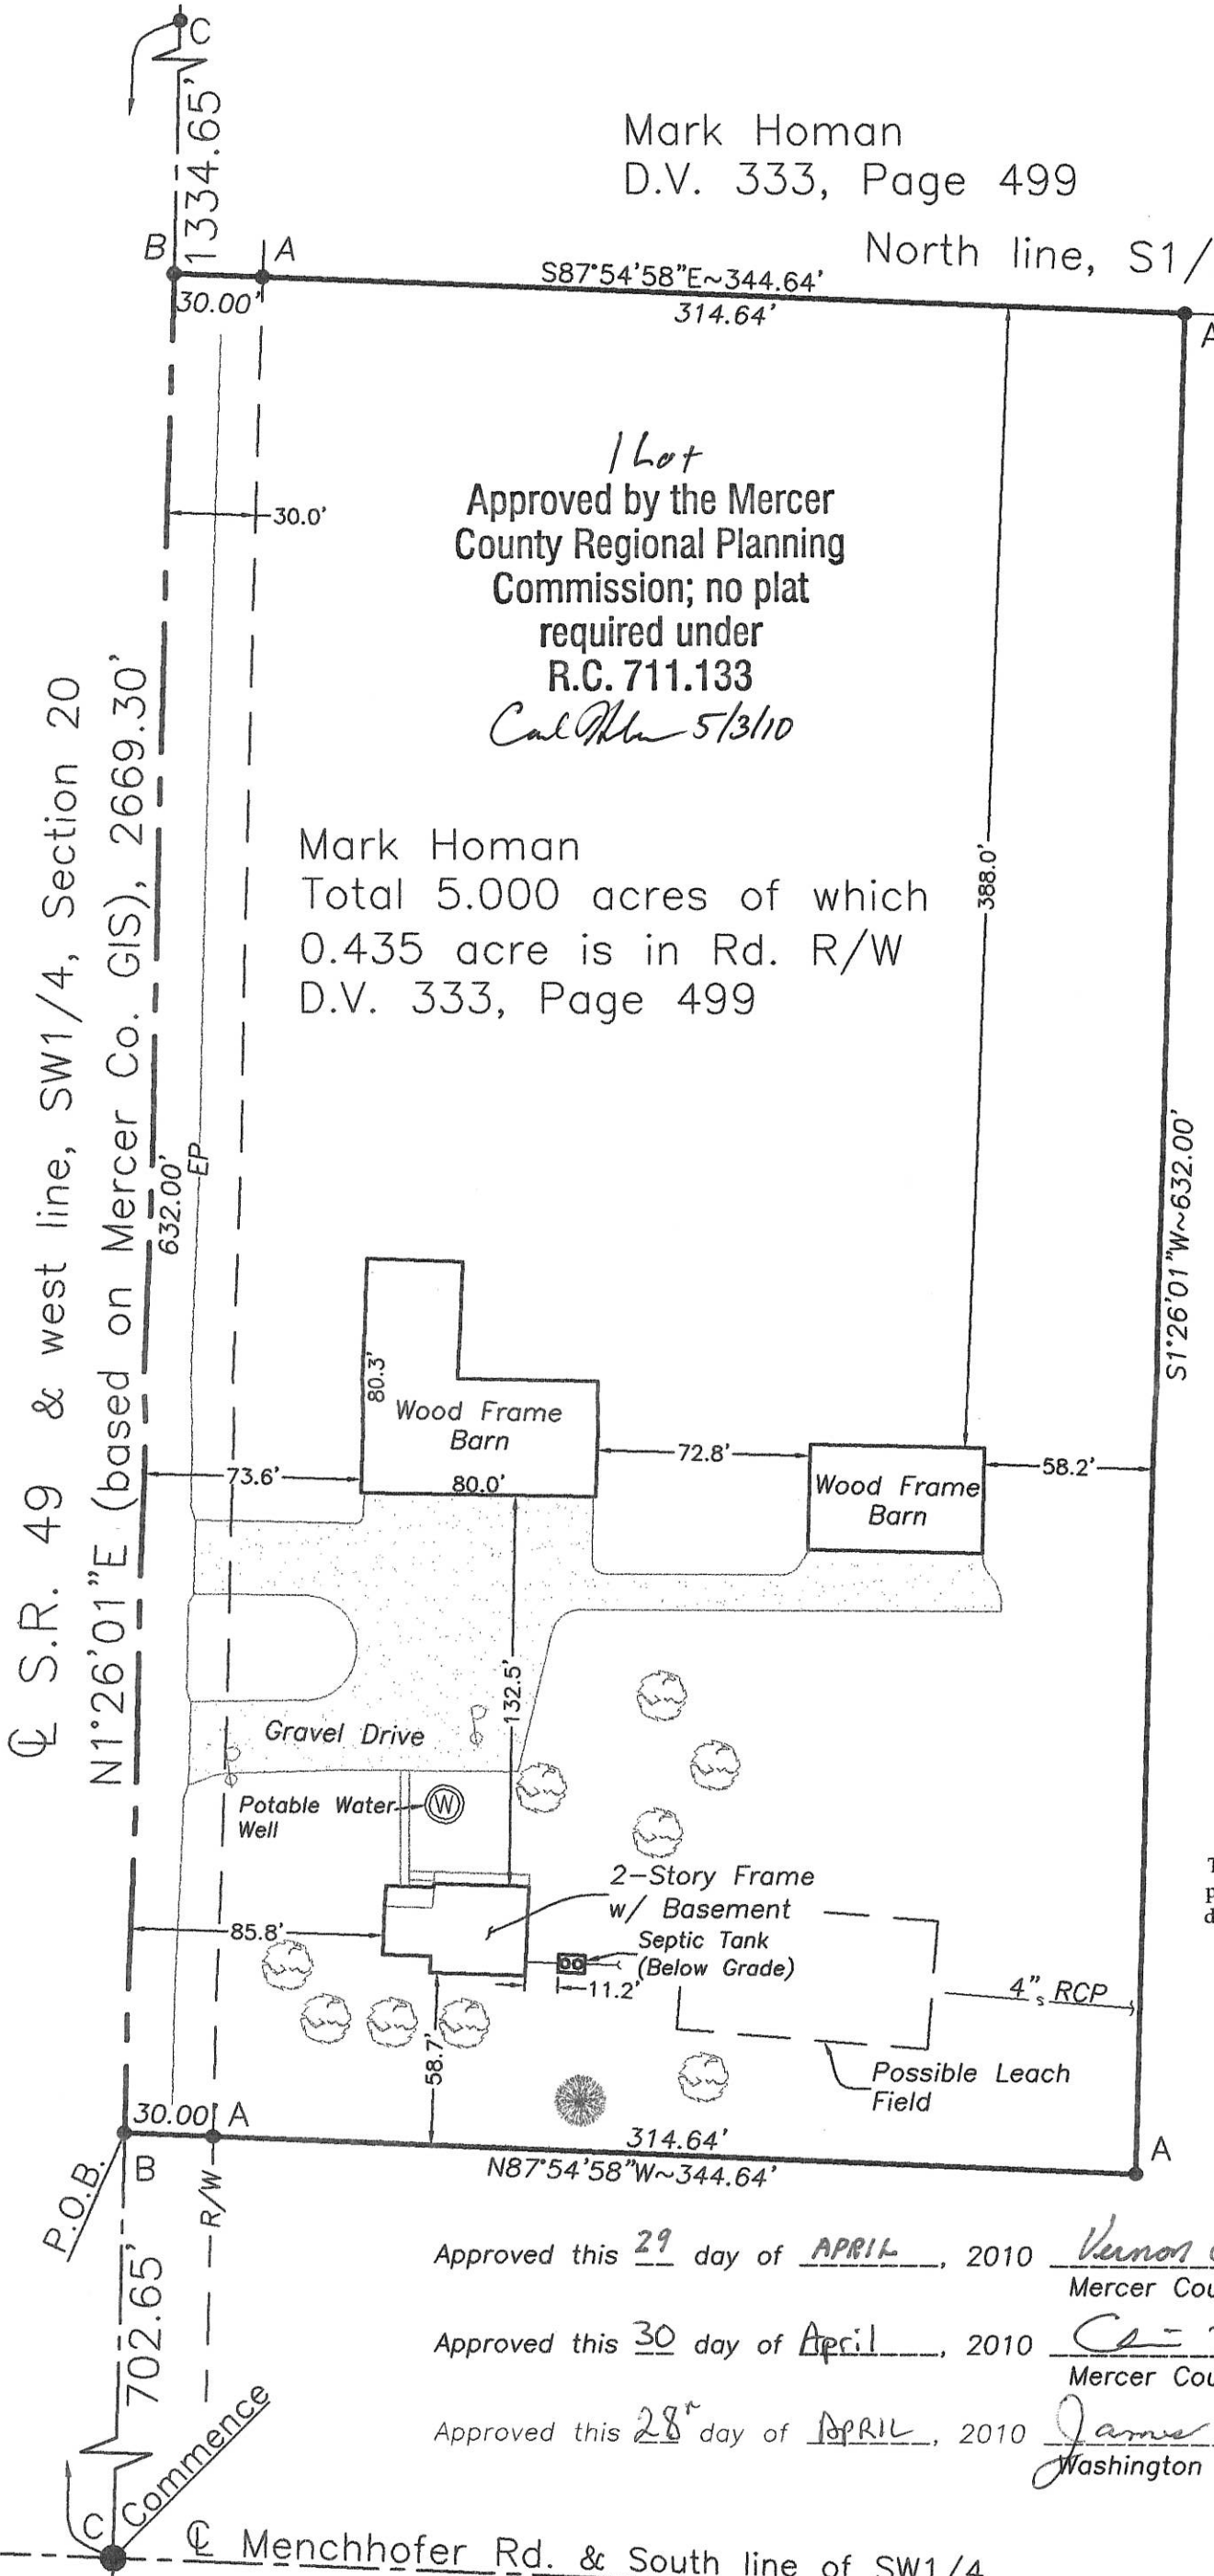 C
1334.65'
Mark Homan
D.V. 333, Page 499
North line, S1/
B
A
S87°54'58"E~344.64'
30.00'
314.64'
A
1 Lot
Approved by the Mercer
County Regional Planning
Commission; no plat
required under
R.C. 711.133
5/3/10
30.0'
388.0'
Mark Homan
Total 5.000 acres of which
0.435 acre is in Rd. R/W
D.V. 333, Page 499
℄ S.R. 49 & west line, SW1/4, Section 20
N1°26'01"E (based on Mercer Co. GIS), 2669.30'
632.00'
EP
S1°26'01"W~632.00'
80.3'
Wood Frame
Barn
80.0'
73.6'
72.8'
Wood Frame
Barn
58.2'
132.5'
Gravel Drive
Potable Water
Well
W
2-Story Frame
w/ Basement
Septic Tank
(Below Grade)
85.8'
11.2'
4"s RCP
58.7'
Possible Leach
Field
T
p
d
30.00'
A
314.64'
N87°54'58"W~344.64'
A
P.O.B.
B
R/W
702.65'
Approved this 29 day of APRIL, 2010 Vernon
Mercer Cou
Approved this 30 day of April, 2010
Mercer Cou
Approved this 28 day of APRIL, 2010 James
Washington
Commence
C
℄ Menchhofer Rd. & South line of SW1/4